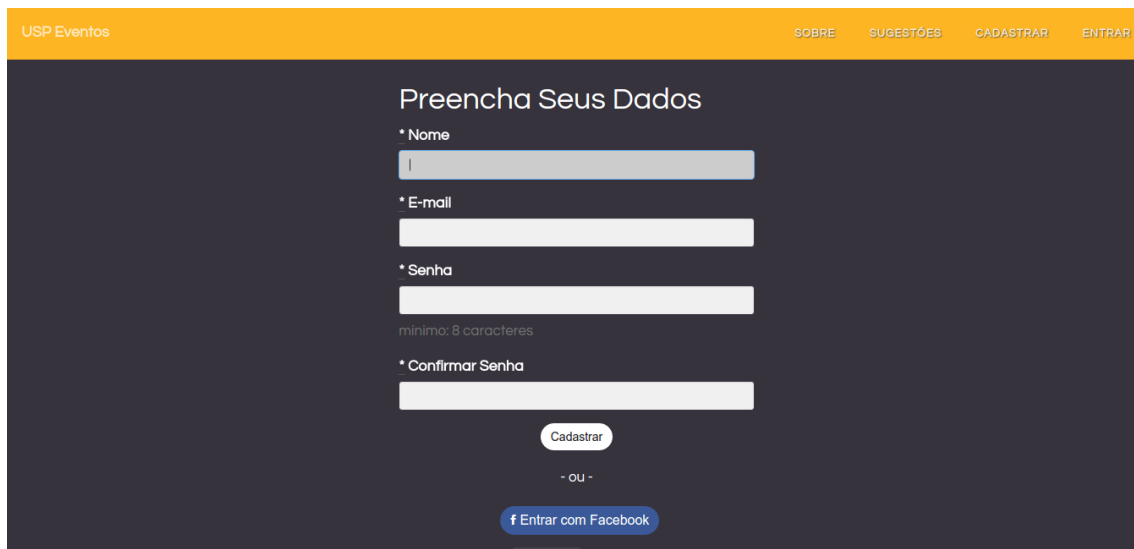 USP Eventos SOBRE SUGESTÕES CADASTRAR ENTRAR
Preencha Seus Dados
* Nome
* E-mail
* Senha
mínimo: 8 caracteres
* Confirmar Senha
Cadastrar
- ou -
f Entrar com Facebook